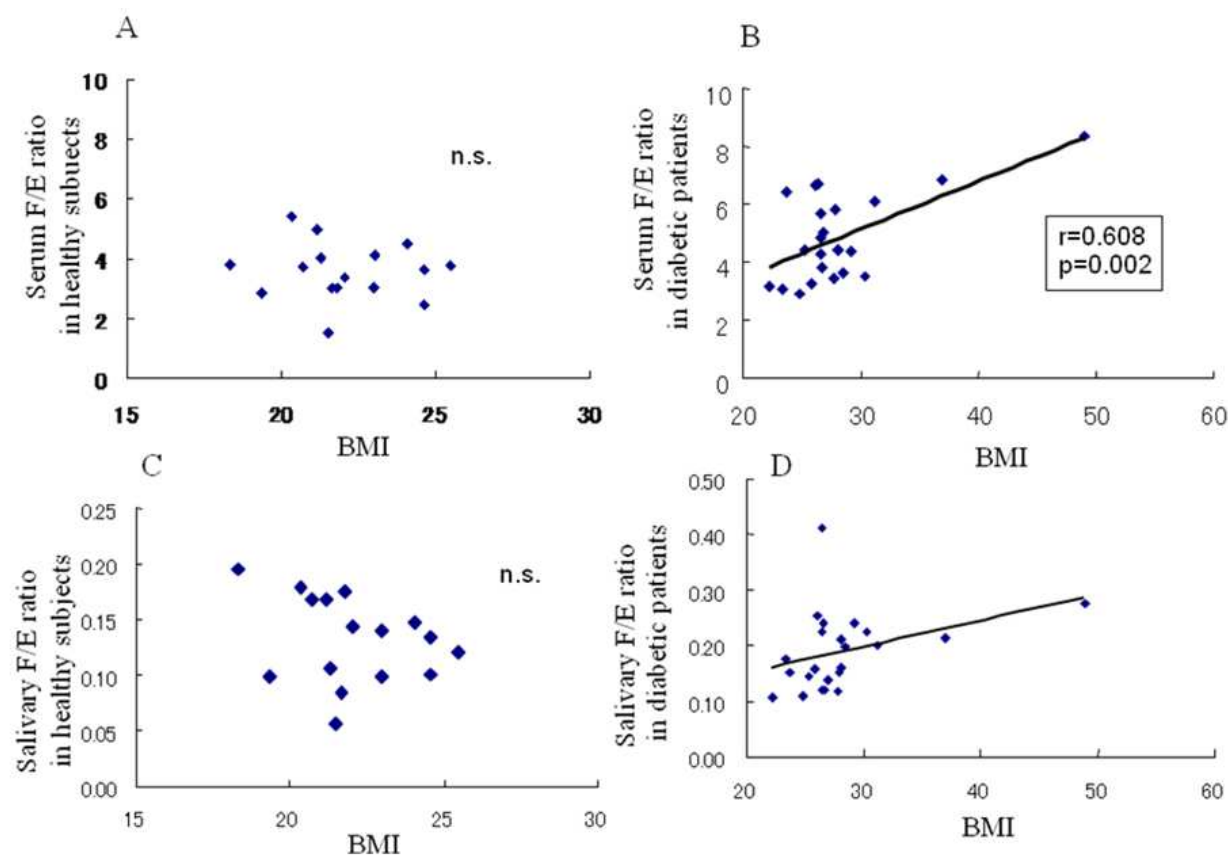 A
Serum F/E ratio
in healthy subuects
10
8
6
4
2
0
n.s.
15
20
25
30
BMI
B
Serum F/E ratio
in diabetic patients
10
8
6
4
2
0
r=0.608
p=0.002
20
30
40
50
60
BMI
C
Salivary F/E ratio
in healthy subjects
0.25
0.20
0.15
0.10
0.05
0.00
n.s.
15
20
25
30
BMI
D
Salivary F/E ratio
in diabetic patients
0.50
0.40
0.30
0.20
0.10
0.00
20
30
40
50
60
BMI